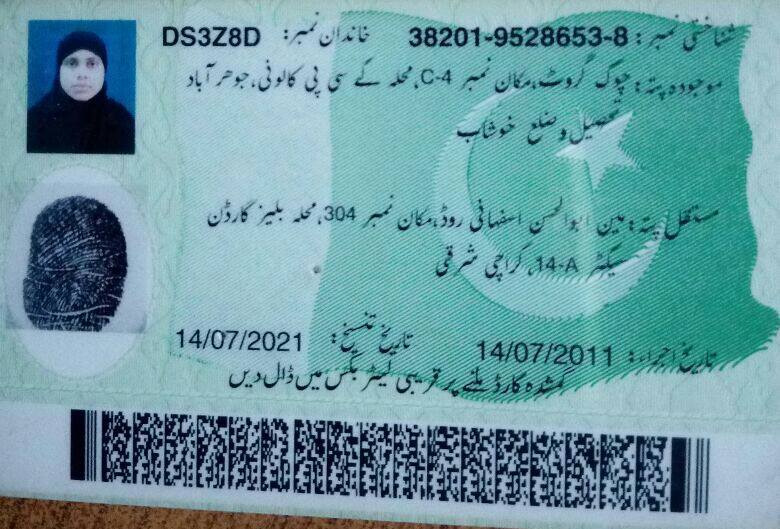 شناختی نمبر: 38201-9528653-8 خاندان نمبر: DS3Z8D
موجودہ پتہ: چوک گروٹ، مکان نمبر C-4، محلہ کے سی پی کالونی، جوھر آباد
تحصیل و ضلع خوشاب
مستقل پتہ: مین ابوالحسن اسفہانی روڈ، مکان نمبر 304، محلہ بلیز گارڈن
سیکٹر 14-A، کراچی شرقی
تاریخ اجراء: 14/07/2011 تاریخ تنسیخ: 14/07/2021
گمشدہ کارڈ ملنے پر قریبی لیٹر بکس میں ڈال دیں